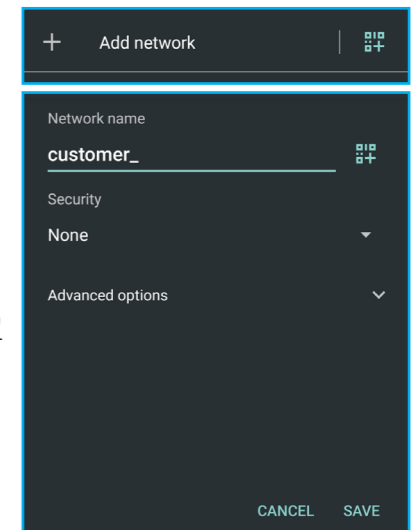 Add network
Network name
customer_
Security
None
Advanced options
CANCEL SAVE